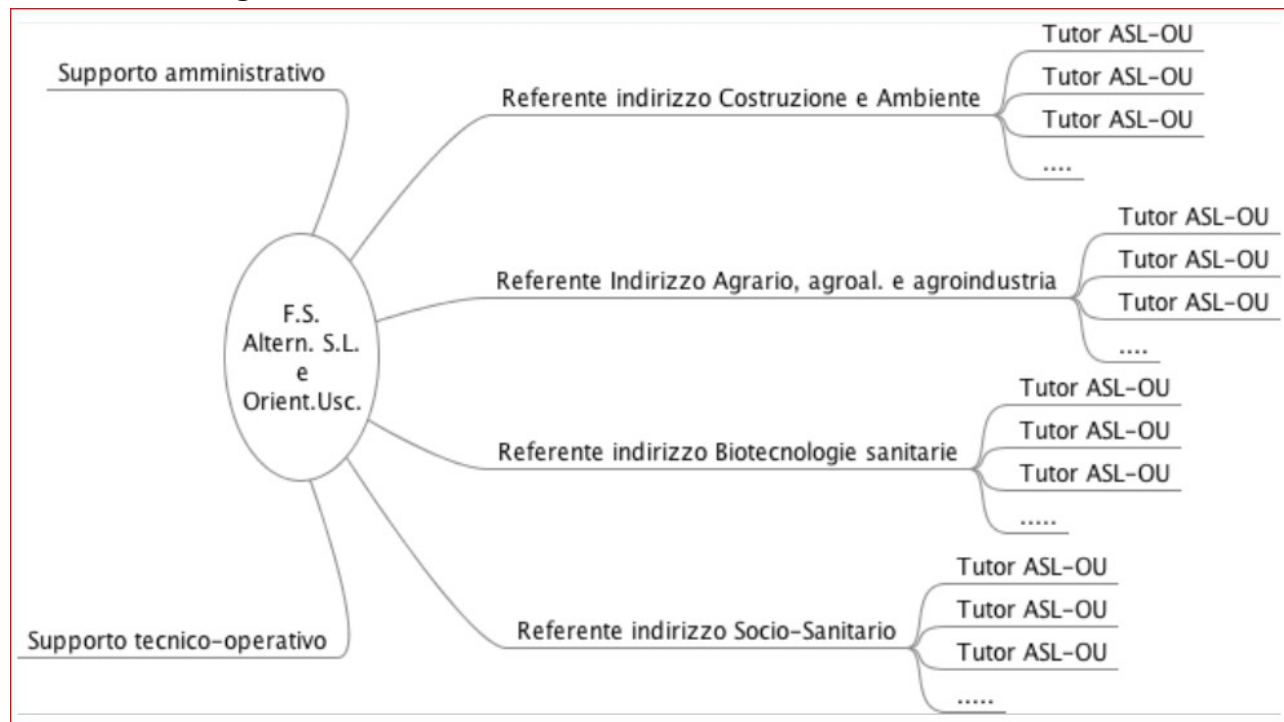 Supporto amministrativo
F.S.
Altern. S.L.
e
Orient.Usc.
Supporto tecnico-operativo
Referente indirizzo Costruzione e Ambiente
Tutor ASL-OU
Tutor ASL-OU
Tutor ASL-OU
....
Referente Indirizzo Agrario, agroal. e agroindustria
Tutor ASL-OU
Tutor ASL-OU
Tutor ASL-OU
....
Referente indirizzo Biotecnologie sanitarie
Tutor ASL-OU
Tutor ASL-OU
Tutor ASL-OU
.....
Referente indirizzo Socio-Sanitario
Tutor ASL-OU
Tutor ASL-OU
Tutor ASL-OU
.....